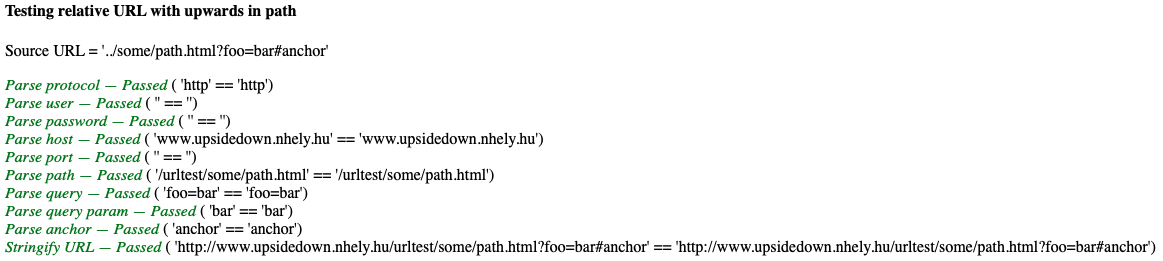 Testing relative URL with upwards in path
Source URL = '../some/path.html?foo=bar#anchor'
Parse protocol — Passed ( 'http' == 'http')
Parse user — Passed ( '' == '')
Parse password — Passed ( '' == '')
Parse host — Passed ( 'www.upsidedown.nhely.hu' == 'www.upsidedown.nhely.hu')
Parse port — Passed ( '' == '')
Parse path — Passed ( '/urltest/some/path.html' == '/urltest/some/path.html')
Parse query — Passed ( 'foo=bar' == 'foo=bar')
Parse query param — Passed ( 'bar' == 'bar')
Parse anchor — Passed ( 'anchor' == 'anchor')
Stringify URL — Passed ( 'http://www.upsidedown.nhely.hu/urltest/some/path.html?foo=bar#anchor' == 'http://www.upsidedown.nhely.hu/urltest/some/path.html?foo=bar#anchor')